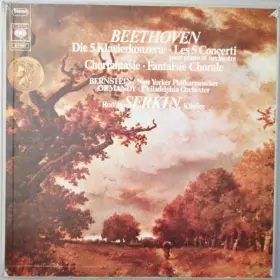 BEETHOVEN
Die 5 Klavierkonzerte · Les 5 Concerti
pour piano et orchestre
Chorfantasie · Fantaisie Chorale
BERNSTEIN / New Yorker Philharmoniker
ORMANDY / Philadelphia Orchester
Rudolf SERKIN, Klavier
CBS